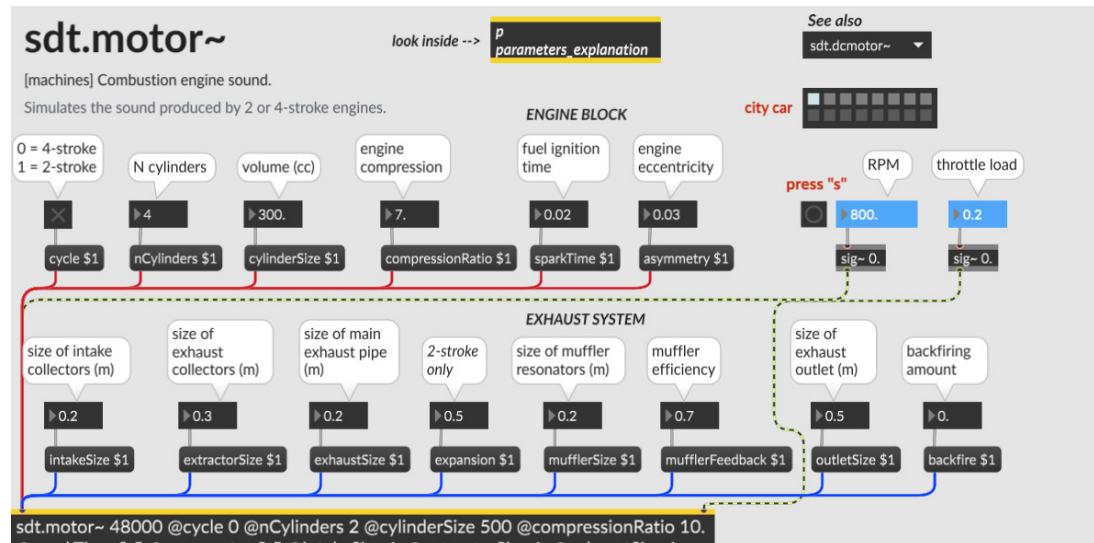 sdt.motor~
look inside -->
p
parameters_explanation
See also
sdt.dcmotor~
[machines] Combustion engine sound.
Simulates the sound produced by 2 or 4-stroke engines.
ENGINE BLOCK
city car
0 = 4-stroke
1 = 2-stroke
N cylinders
volume (cc)
engine
compression
fuel ignition
time
engine
eccentricity
press "s"
RPM
throttle load
4
300.
7.
0.02
0.03
800.
0.2
cycle $1
nCylinders $1
cylinderSize $1
compressionRatio $1
sparkTime $1
asymmetry $1
sig~ 0.
sig~ 0.
EXHAUST SYSTEM
size of intake
collectors (m)
size of
exhaust
collectors (m)
size of main
exhaust pipe
(m)
2-stroke
only
size of muffler
resonators (m)
muffler
efficiency
size of
exhaust
outlet (m)
backfiring
amount
0.2
0.3
0.2
0.5
0.2
0.7
0.5
0.
intakeSize $1
extractorSize $1
exhaustSize $1
expansion $1
mufflerSize $1
mufflerFeedback $1
outletSize $1
backfire $1
sdt.motor~ 48000 @cycle 0 @nCylinders 2 @cylinderSize 500 @compressionRatio 10.